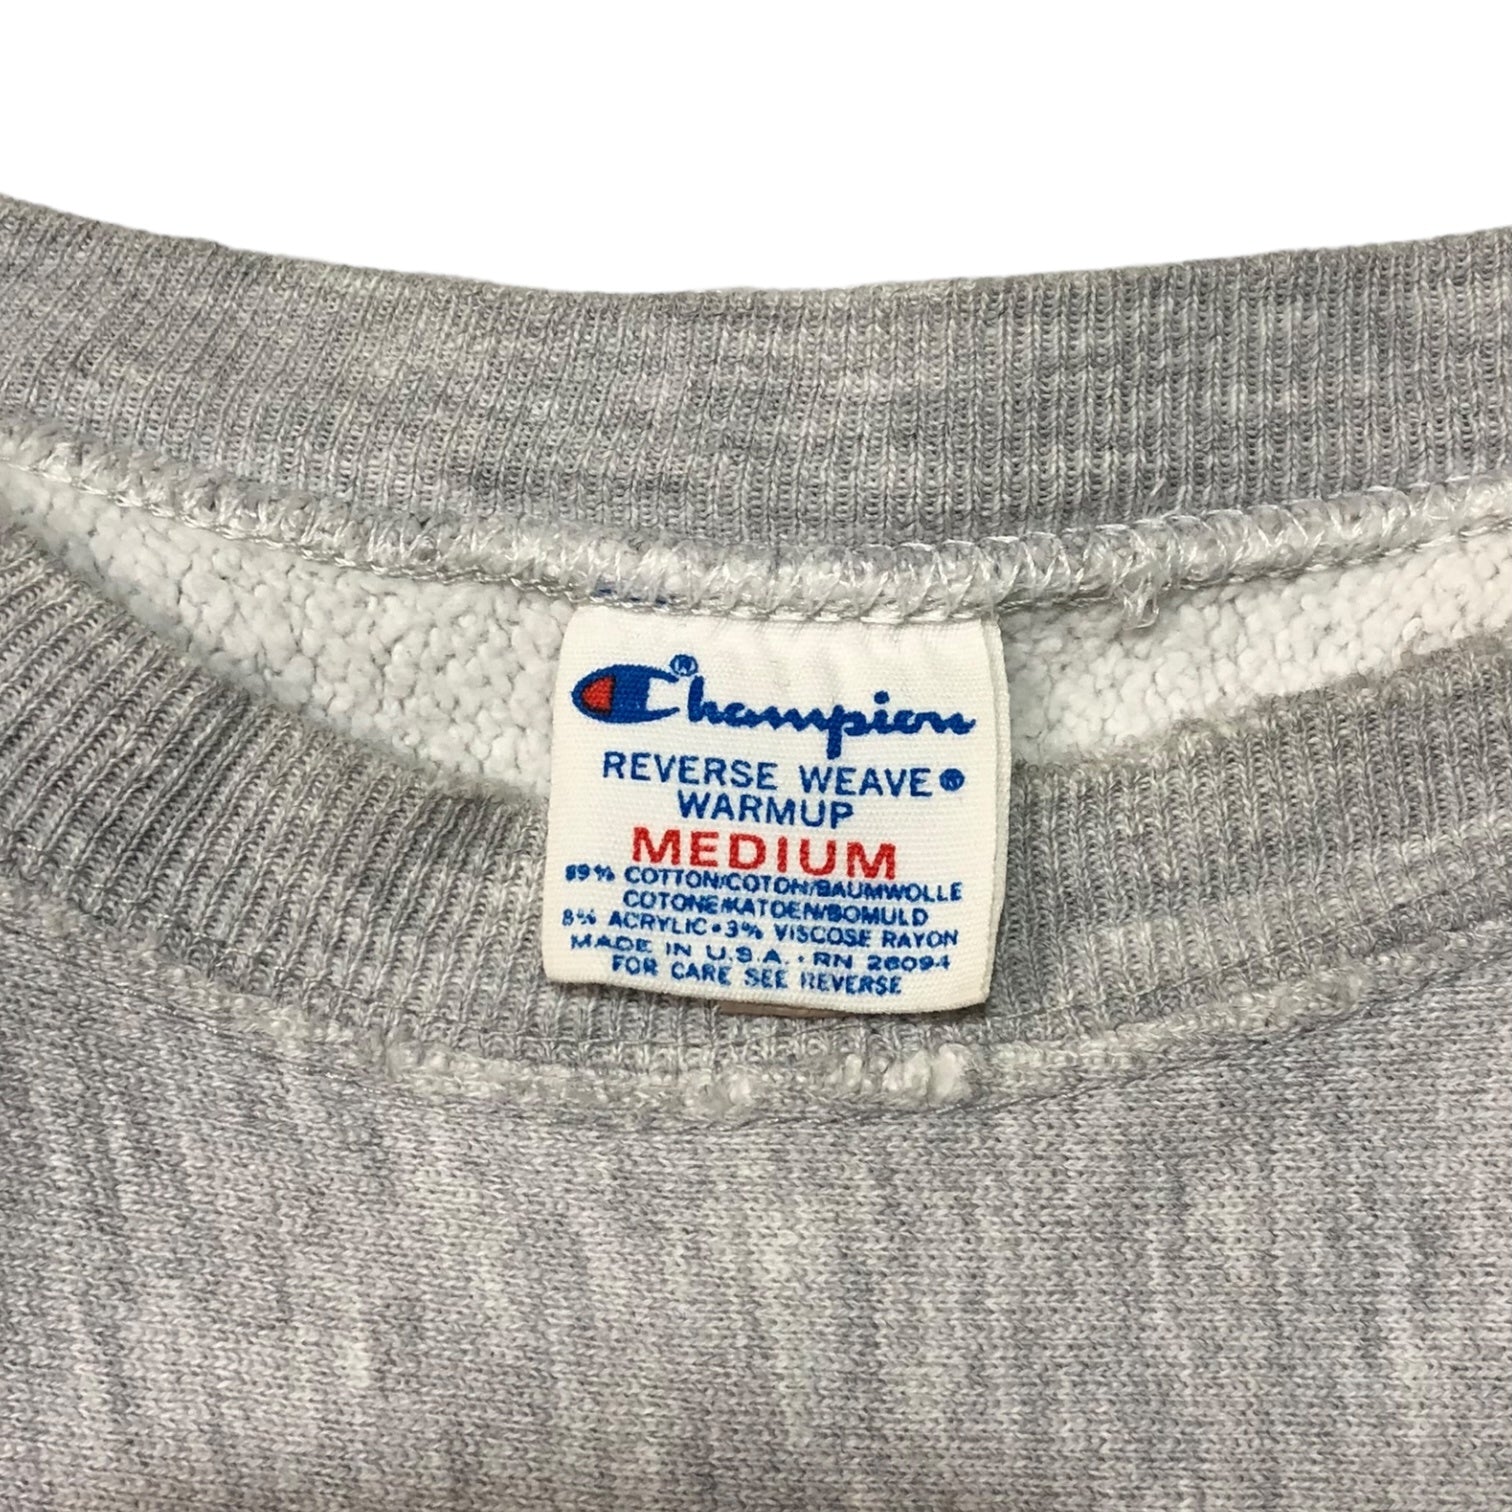 Champion®
REVERSE WEAVE®
WARMUP
MEDIUM
89% COTTON/COTON/BAUMWOLLE
COTONE/KATOEN/BOMULD
8% ACRYLIC•3% VISCOSE RAYON
MADE IN U.S.A. • RN 26094
FOR CARE SEE REVERSE